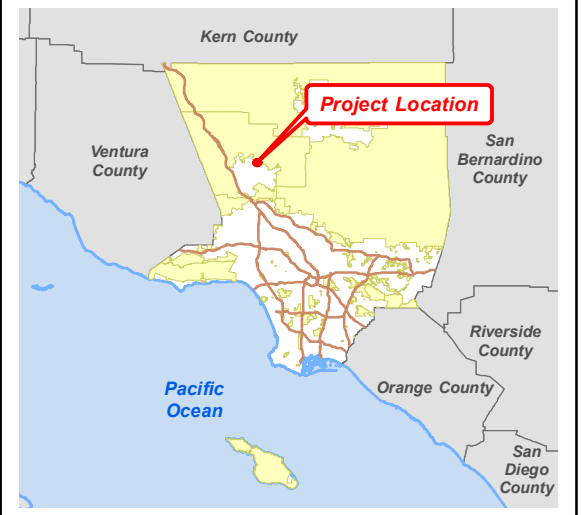 Kern County
Project Location
Ventura
County
San
Bernardino
County
Riverside
County
Orange County
Pacific
Ocean
San
Diego
County